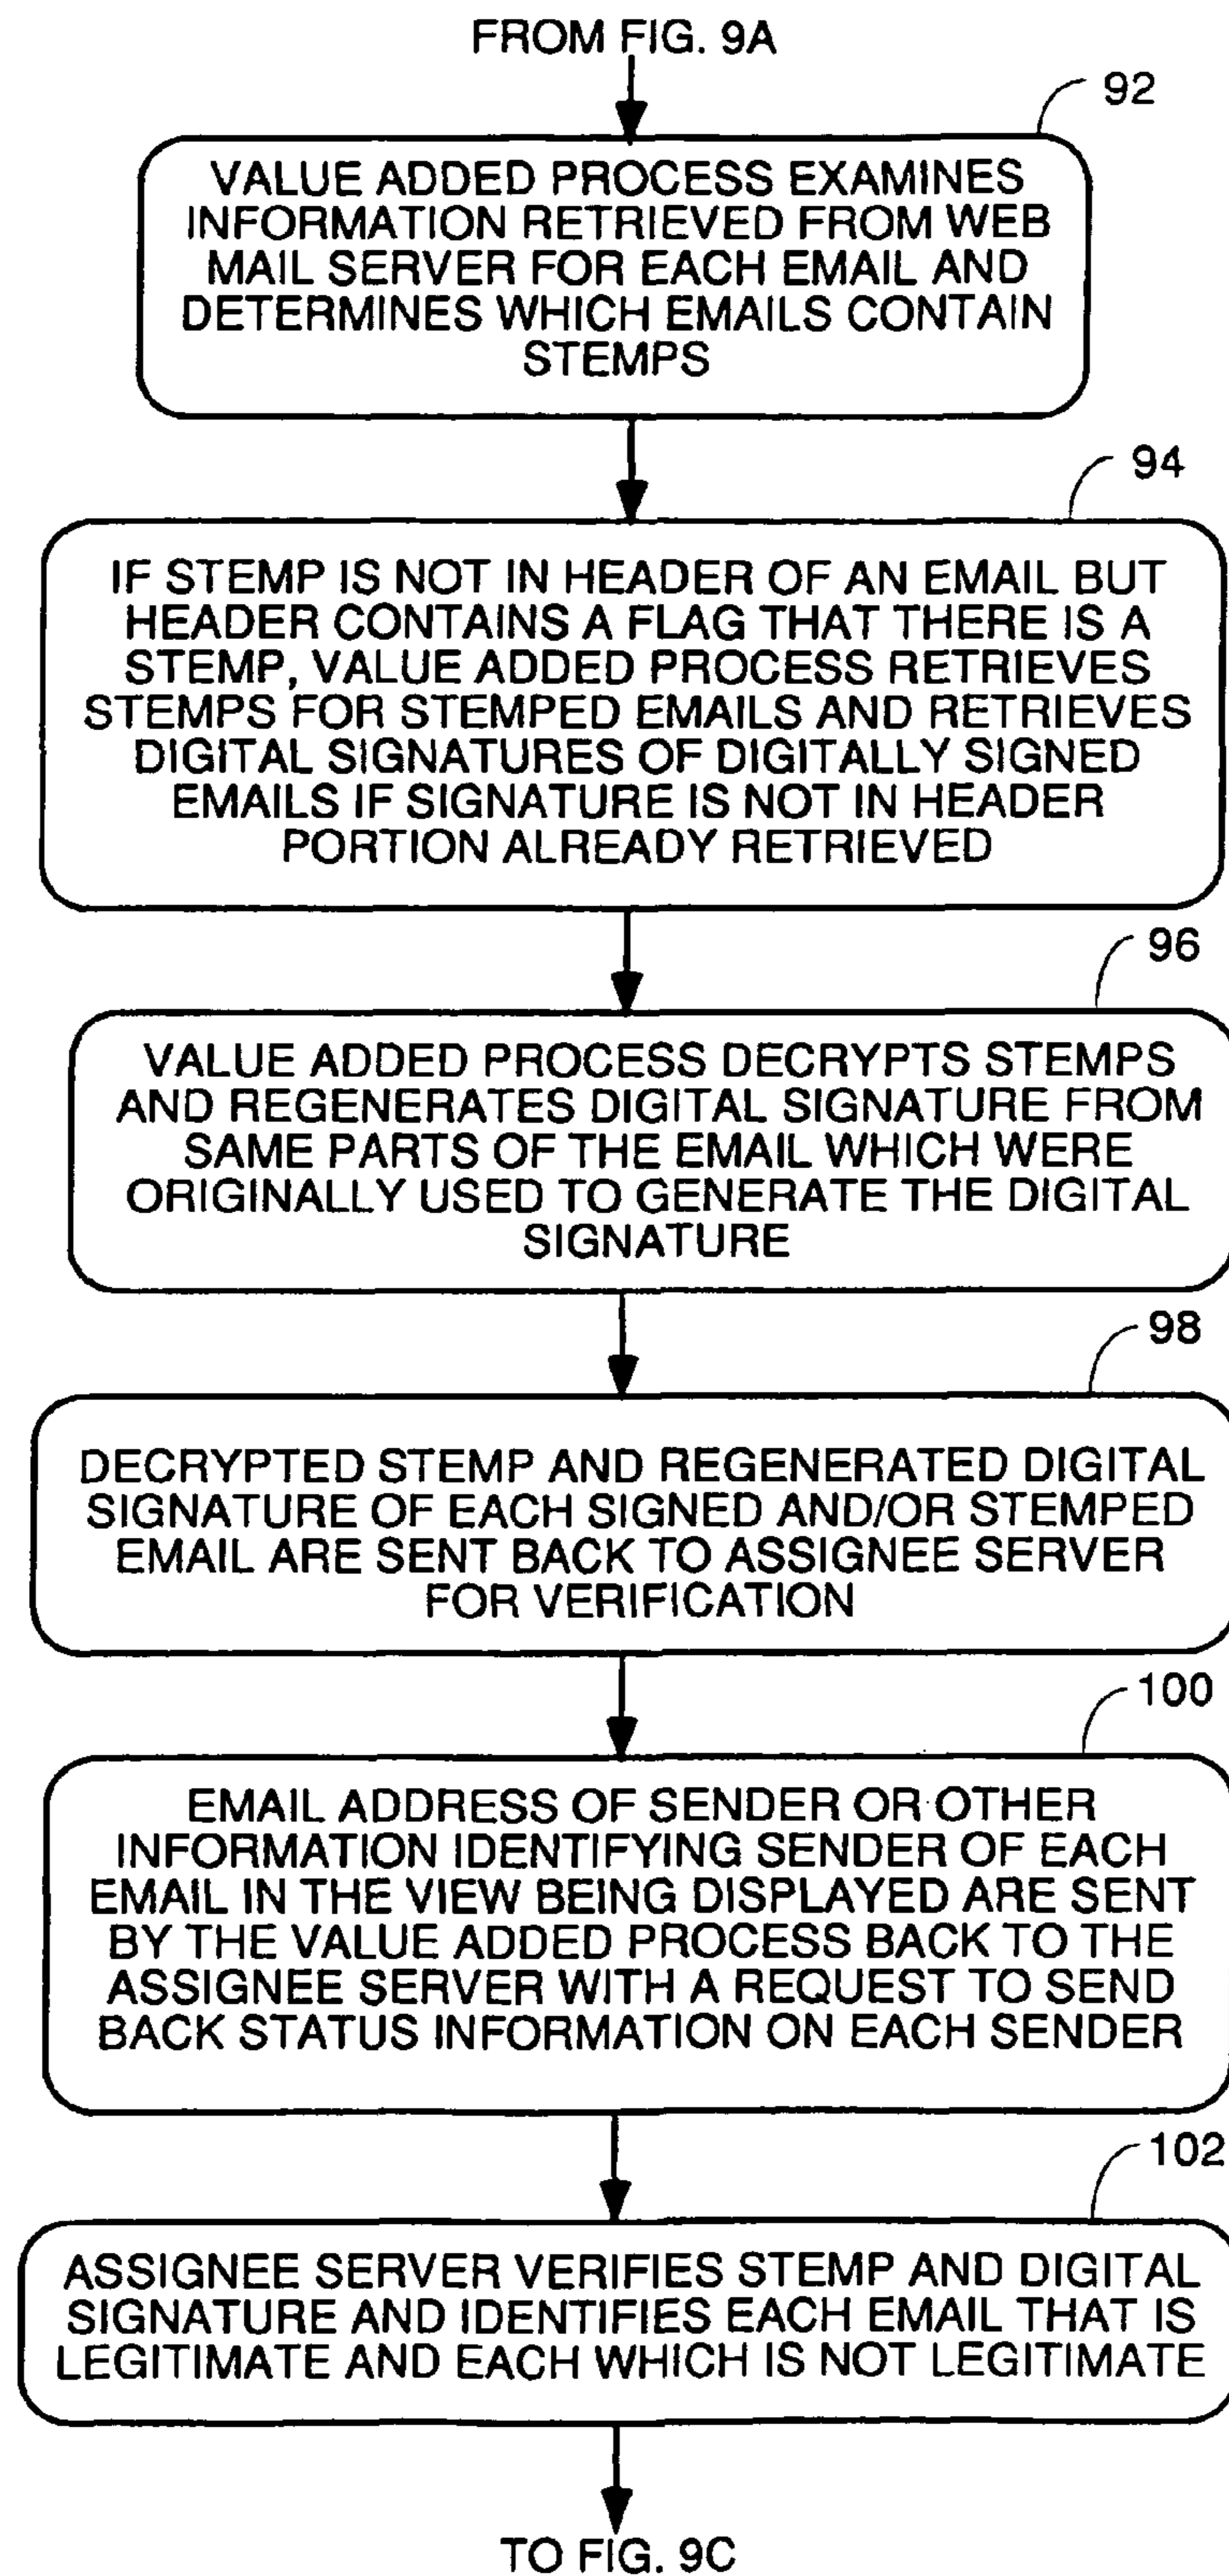 FROM FIG. 9A
92
VALUE ADDED PROCESS EXAMINES
INFORMATION RETRIEVED FROM WEB
MAIL SERVER FOR EACH EMAIL AND
DETERMINES WHICH EMAILS CONTAIN
STEMPS
94
IF STEMP IS NOT IN HEADER OF AN EMAIL BUT
HEADER CONTAINS A FLAG THAT THERE IS A
STEMP, VALUE ADDED PROCESS RETRIEVES
STEMPS FOR STEMPED EMAILS AND RETRIEVES
DIGITAL SIGNATURES OF DIGITALLY SIGNED
EMAILS IF SIGNATURE IS NOT IN HEADER
PORTION ALREADY RETRIEVED
96
VALUE ADDED PROCESS DECRYPTS STEMPS
AND REGENERATES DIGITAL SIGNATURE FROM
SAME PARTS OF THE EMAIL WHICH WERE
ORIGINALLY USED TO GENERATE THE DIGITAL
SIGNATURE
98
DECRYPTED STEMP AND REGENERATED DIGITAL
SIGNATURE OF EACH SIGNED AND/OR STEMPED
EMAIL ARE SENT BACK TO ASSIGNEE SERVER
FOR VERIFICATION
100
EMAIL ADDRESS OF SENDER OR OTHER
INFORMATION IDENTIFYING SENDER OF EACH
EMAIL IN THE VIEW BEING DISPLAYED ARE SENT
BY THE VALUE ADDED PROCESS BACK TO THE
ASSIGNEE SERVER WITH A REQUEST TO SEND
BACK STATUS INFORMATION ON EACH SENDER
102
ASSIGNEE SERVER VERIFIES STEMP AND DIGITAL
SIGNATURE AND IDENTIFIES EACH EMAIL THAT IS
LEGITIMATE AND EACH WHICH IS NOT LEGITIMATE
TO FIG. 9C